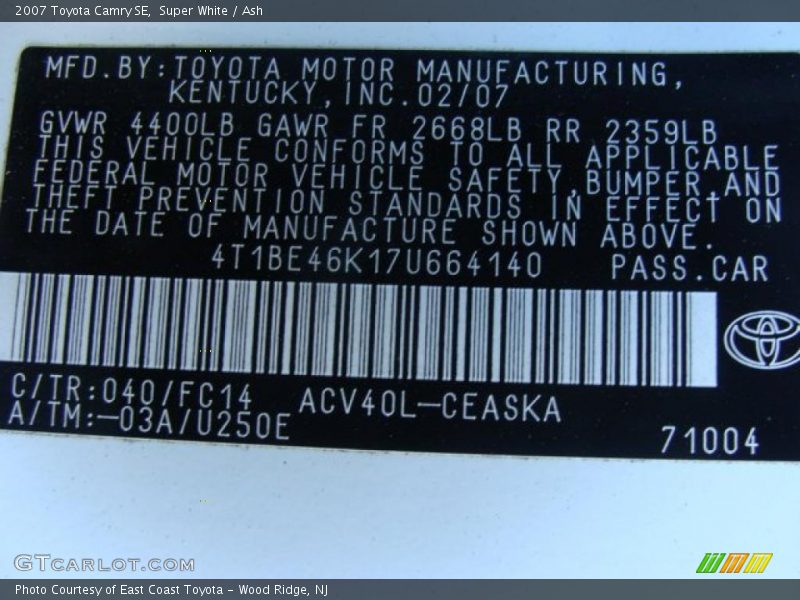 2007 Toyota Camry SE, Super White / Ash
MFD.BY:TOYOTA MOTOR MANUFACTURING,
KENTUCKY,INC.02/07
GVWR 4400LB GAWR FR 2668LB RR 2359LB
THIS VEHICLE CONFORMS TO ALL APPLICABLE
FEDERAL MOTOR VEHICLE SAFETY,BUMPER,AND
THEFT PREVENTION STANDARDS IN EFFECT ON
THE DATE OF MANUFACTURE SHOWN ABOVE.
4T1BE46K17U664140 PASS.CAR
C/TR:040/FC14 ACV40L-CEASKA
A/TM:-03A/U250E
71004
GTCARLOT.COM
Photo Courtesy of East Coast Toyota - Wood Ridge, NJ